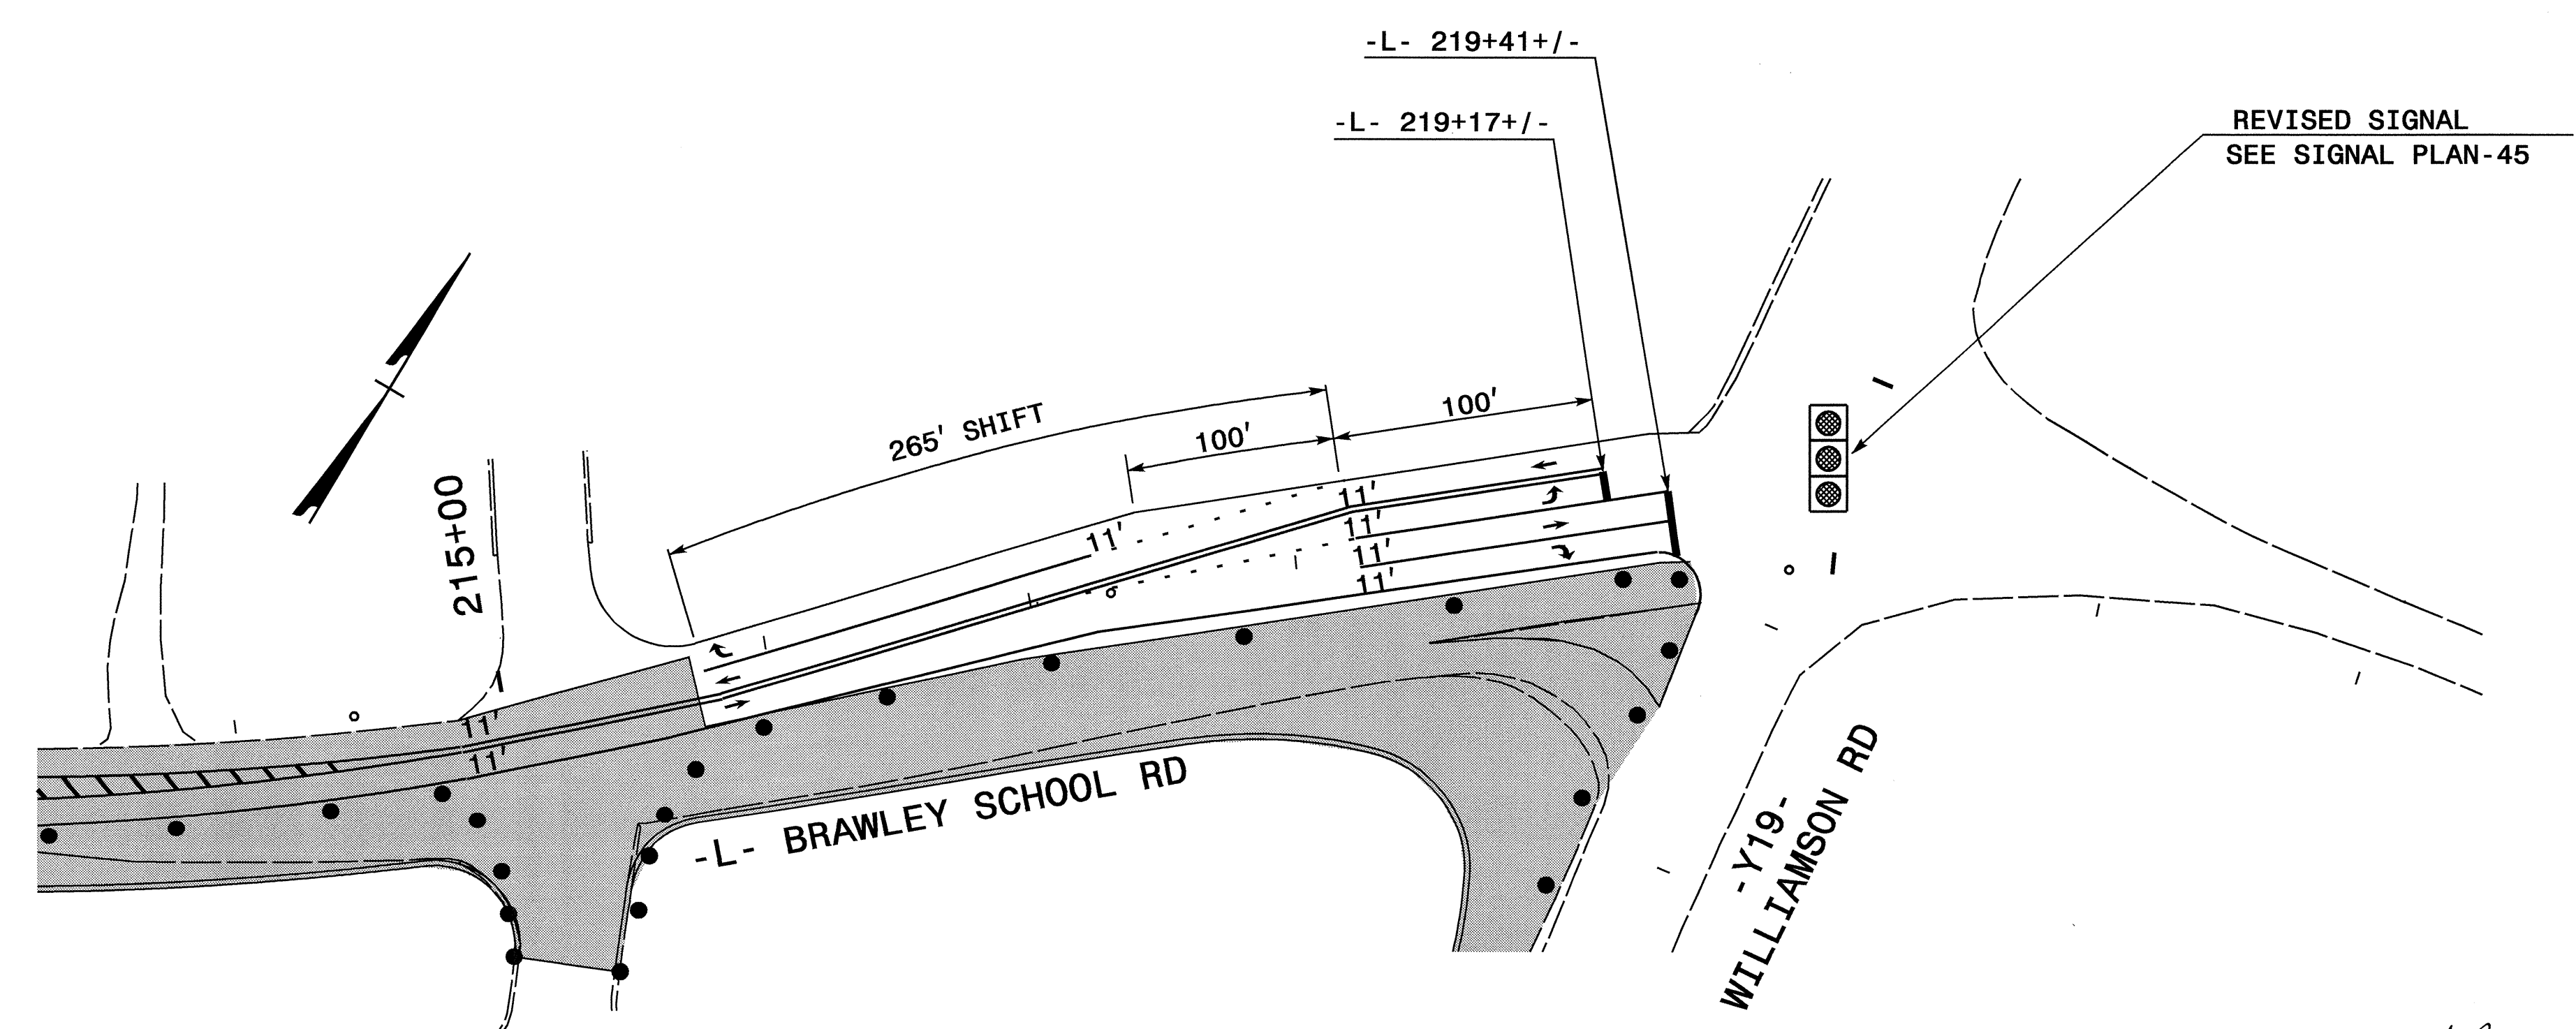 -L- 219+41+/-
-L- 219+17+/-
REVISED SIGNAL
SEE SIGNAL PLAN-45
265' SHIFT
100'
100'
215+00
11'
11'
11'
11'
11'
11'
11'
-L- BRAWLEY SCHOOL RD
-Y19-
WILLIAMSON RD